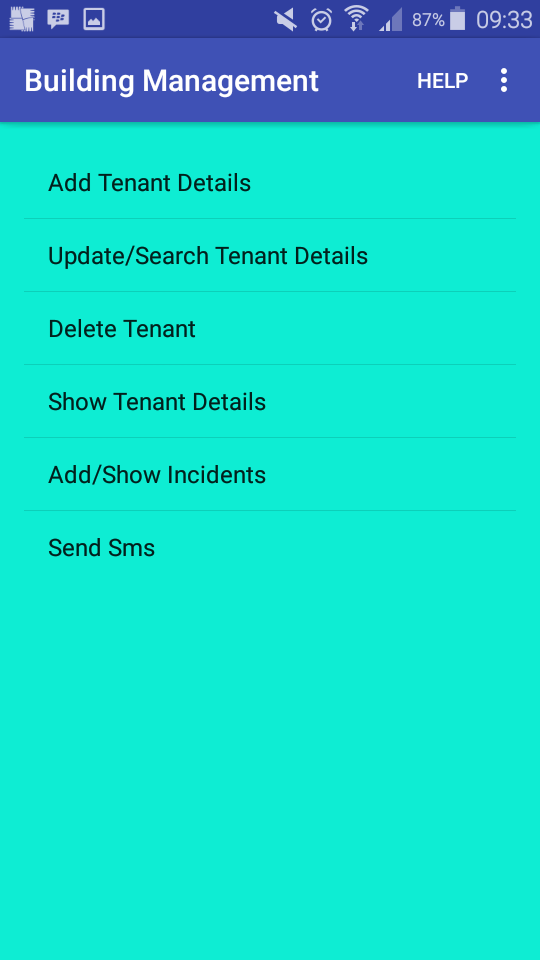 87% 09:33
Building Management HELP
Add Tenant Details
Update/Search Tenant Details
Delete Tenant
Show Tenant Details
Add/Show Incidents
Send Sms